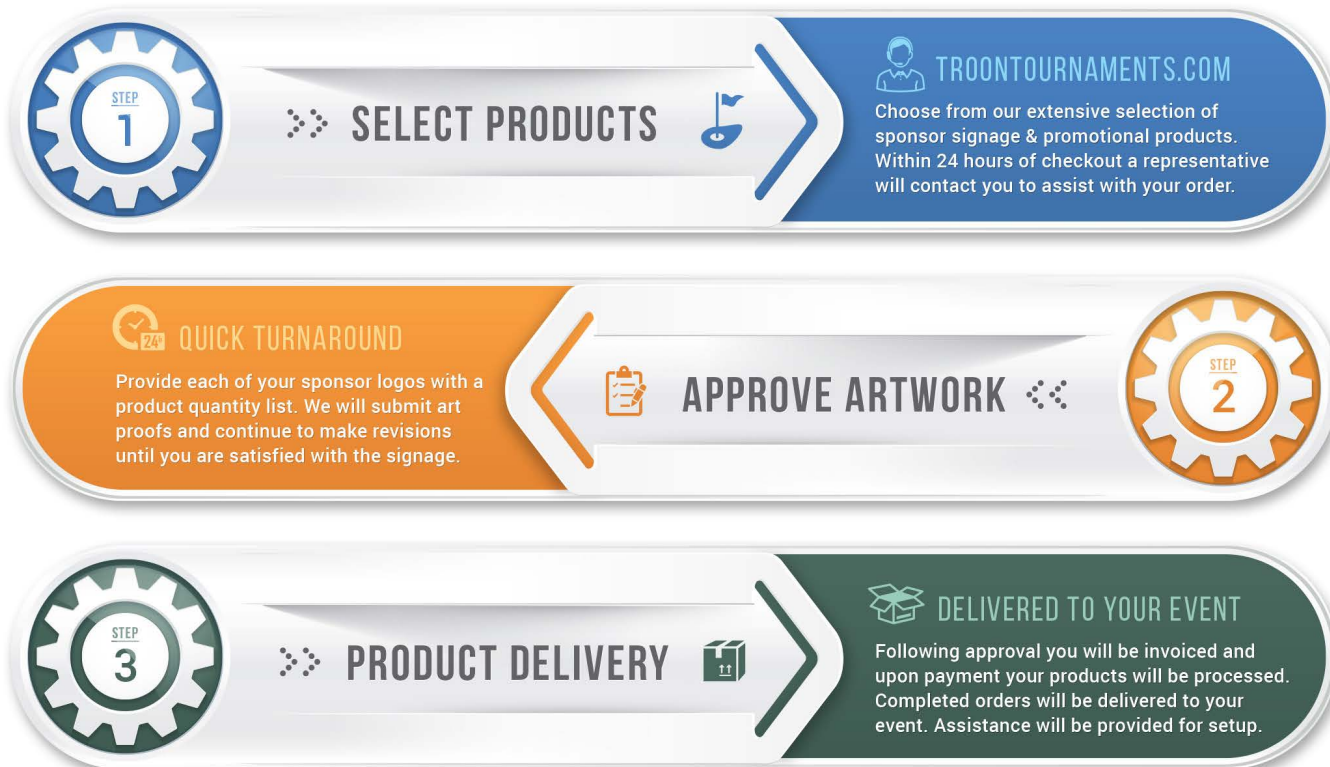 STEP
1
SELECT PRODUCTS
TROONTOURNAMENTS.COM
Choose from our extensive selection of
sponsor signage & promotional products.
Within 24 hours of checkout a representative
will contact you to assist with your order.
24H
QUICK TURNAROUND
Provide each of your sponsor logos with a
product quantity list. We will submit art
proofs and continue to make revisions
until you are satisfied with the signage.
APPROVE ARTWORK
STEP
2
STEP
3
PRODUCT DELIVERY
DELIVERED TO YOUR EVENT
Following approval you will be invoiced and
upon payment your products will be processed.
Completed orders will be delivered to your
event. Assistance will be provided for setup.